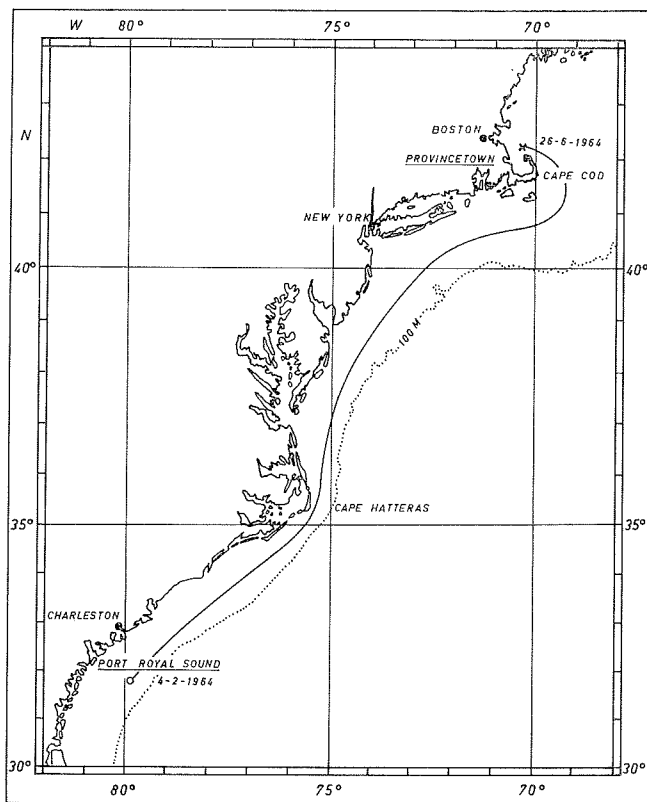 W 80° 75° 70°
N
BOSTON
26-6-1964
PROVINCETOWN
CAPE COD
NEW YORK
40° 40°
100 M
CAPE HATTERAS
35° 35°
CHARLESTON
PORT ROYAL SOUND
4-2-1964
30° 30°
80° 75° 70°